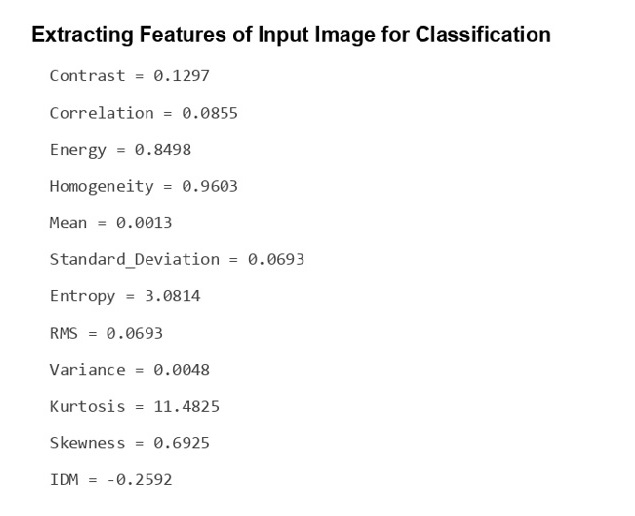 Extracting Features of Input Image for Classification
Contrast = 0.1297
Correlation = 0.0855
Energy = 0.8498
Homogeneity = 0.9603
Mean = 0.0013
Standard_Deviation = 0.0693
Entropy = 3.0814
RMS = 0.0693
Variance = 0.0048
Kurtosis = 11.4825
Skewness = 0.6925
IDM = -0.2592